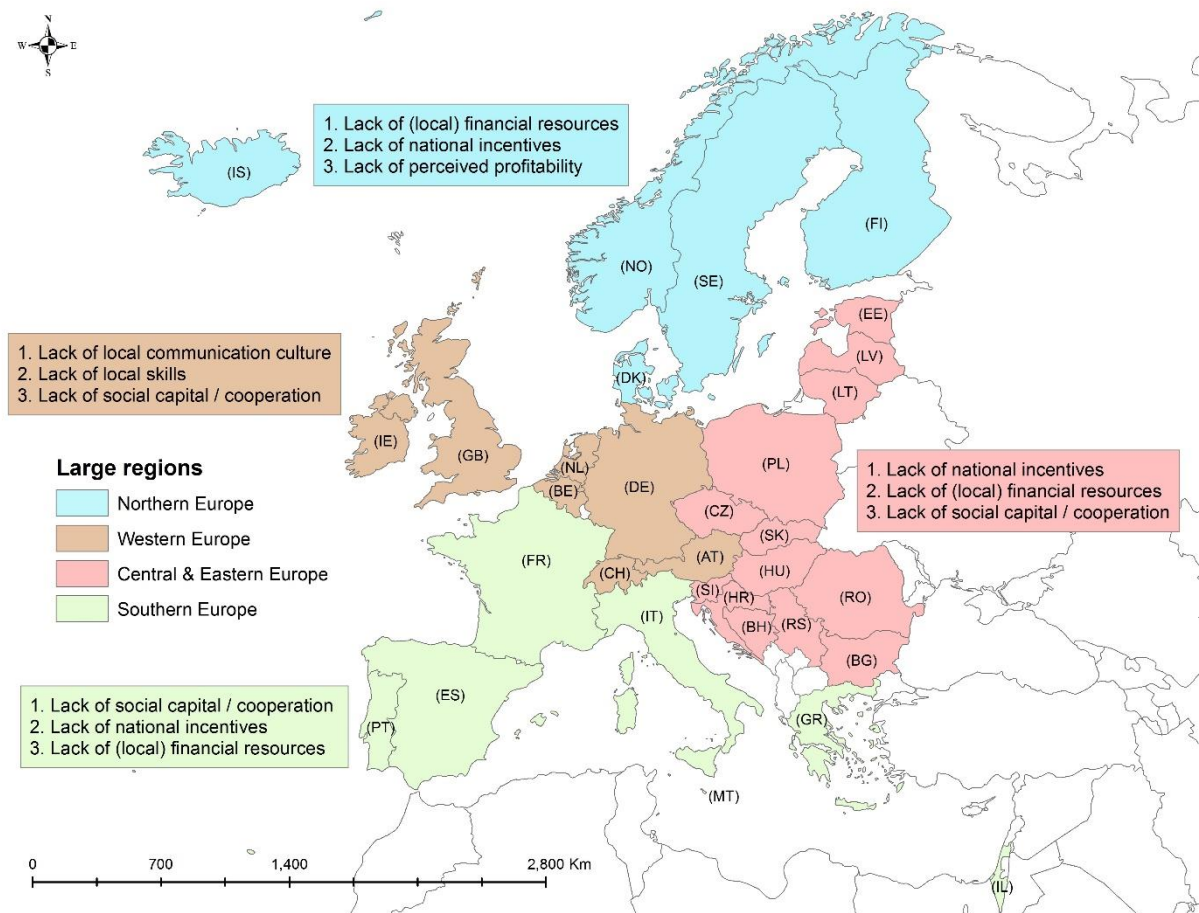 N
W E
S
1. Lack of (local) financial resources
2. Lack of national incentives
3. Lack of perceived profitability
(IS)
(FI)
(NO)
(SE)
(EE)
1. Lack of local communication culture
2. Lack of local skills
3. Lack of social capital / cooperation
(LV)
(DK)
(LT)
(IE)
(GB)
(NL)
(PL)
(BE)
(DE)
1. Lack of national incentives
2. Lack of (local) financial resources
3. Lack of social capital / cooperation
Large regions
Northern Europe
Western Europe
Central & Eastern Europe
Southern Europe
(CZ)
(SK)
(FR)
(AT)
(CH)
(HU)
(SI)
(HR)
(RO)
(IT)
(BH)
(RS)
(BG)
1. Lack of social capital / cooperation
2. Lack of national incentives
3. Lack of (local) financial resources
(ES)
(PT)
(GR)
(MT)
0 700 1,400 2,800 Km
(IL)